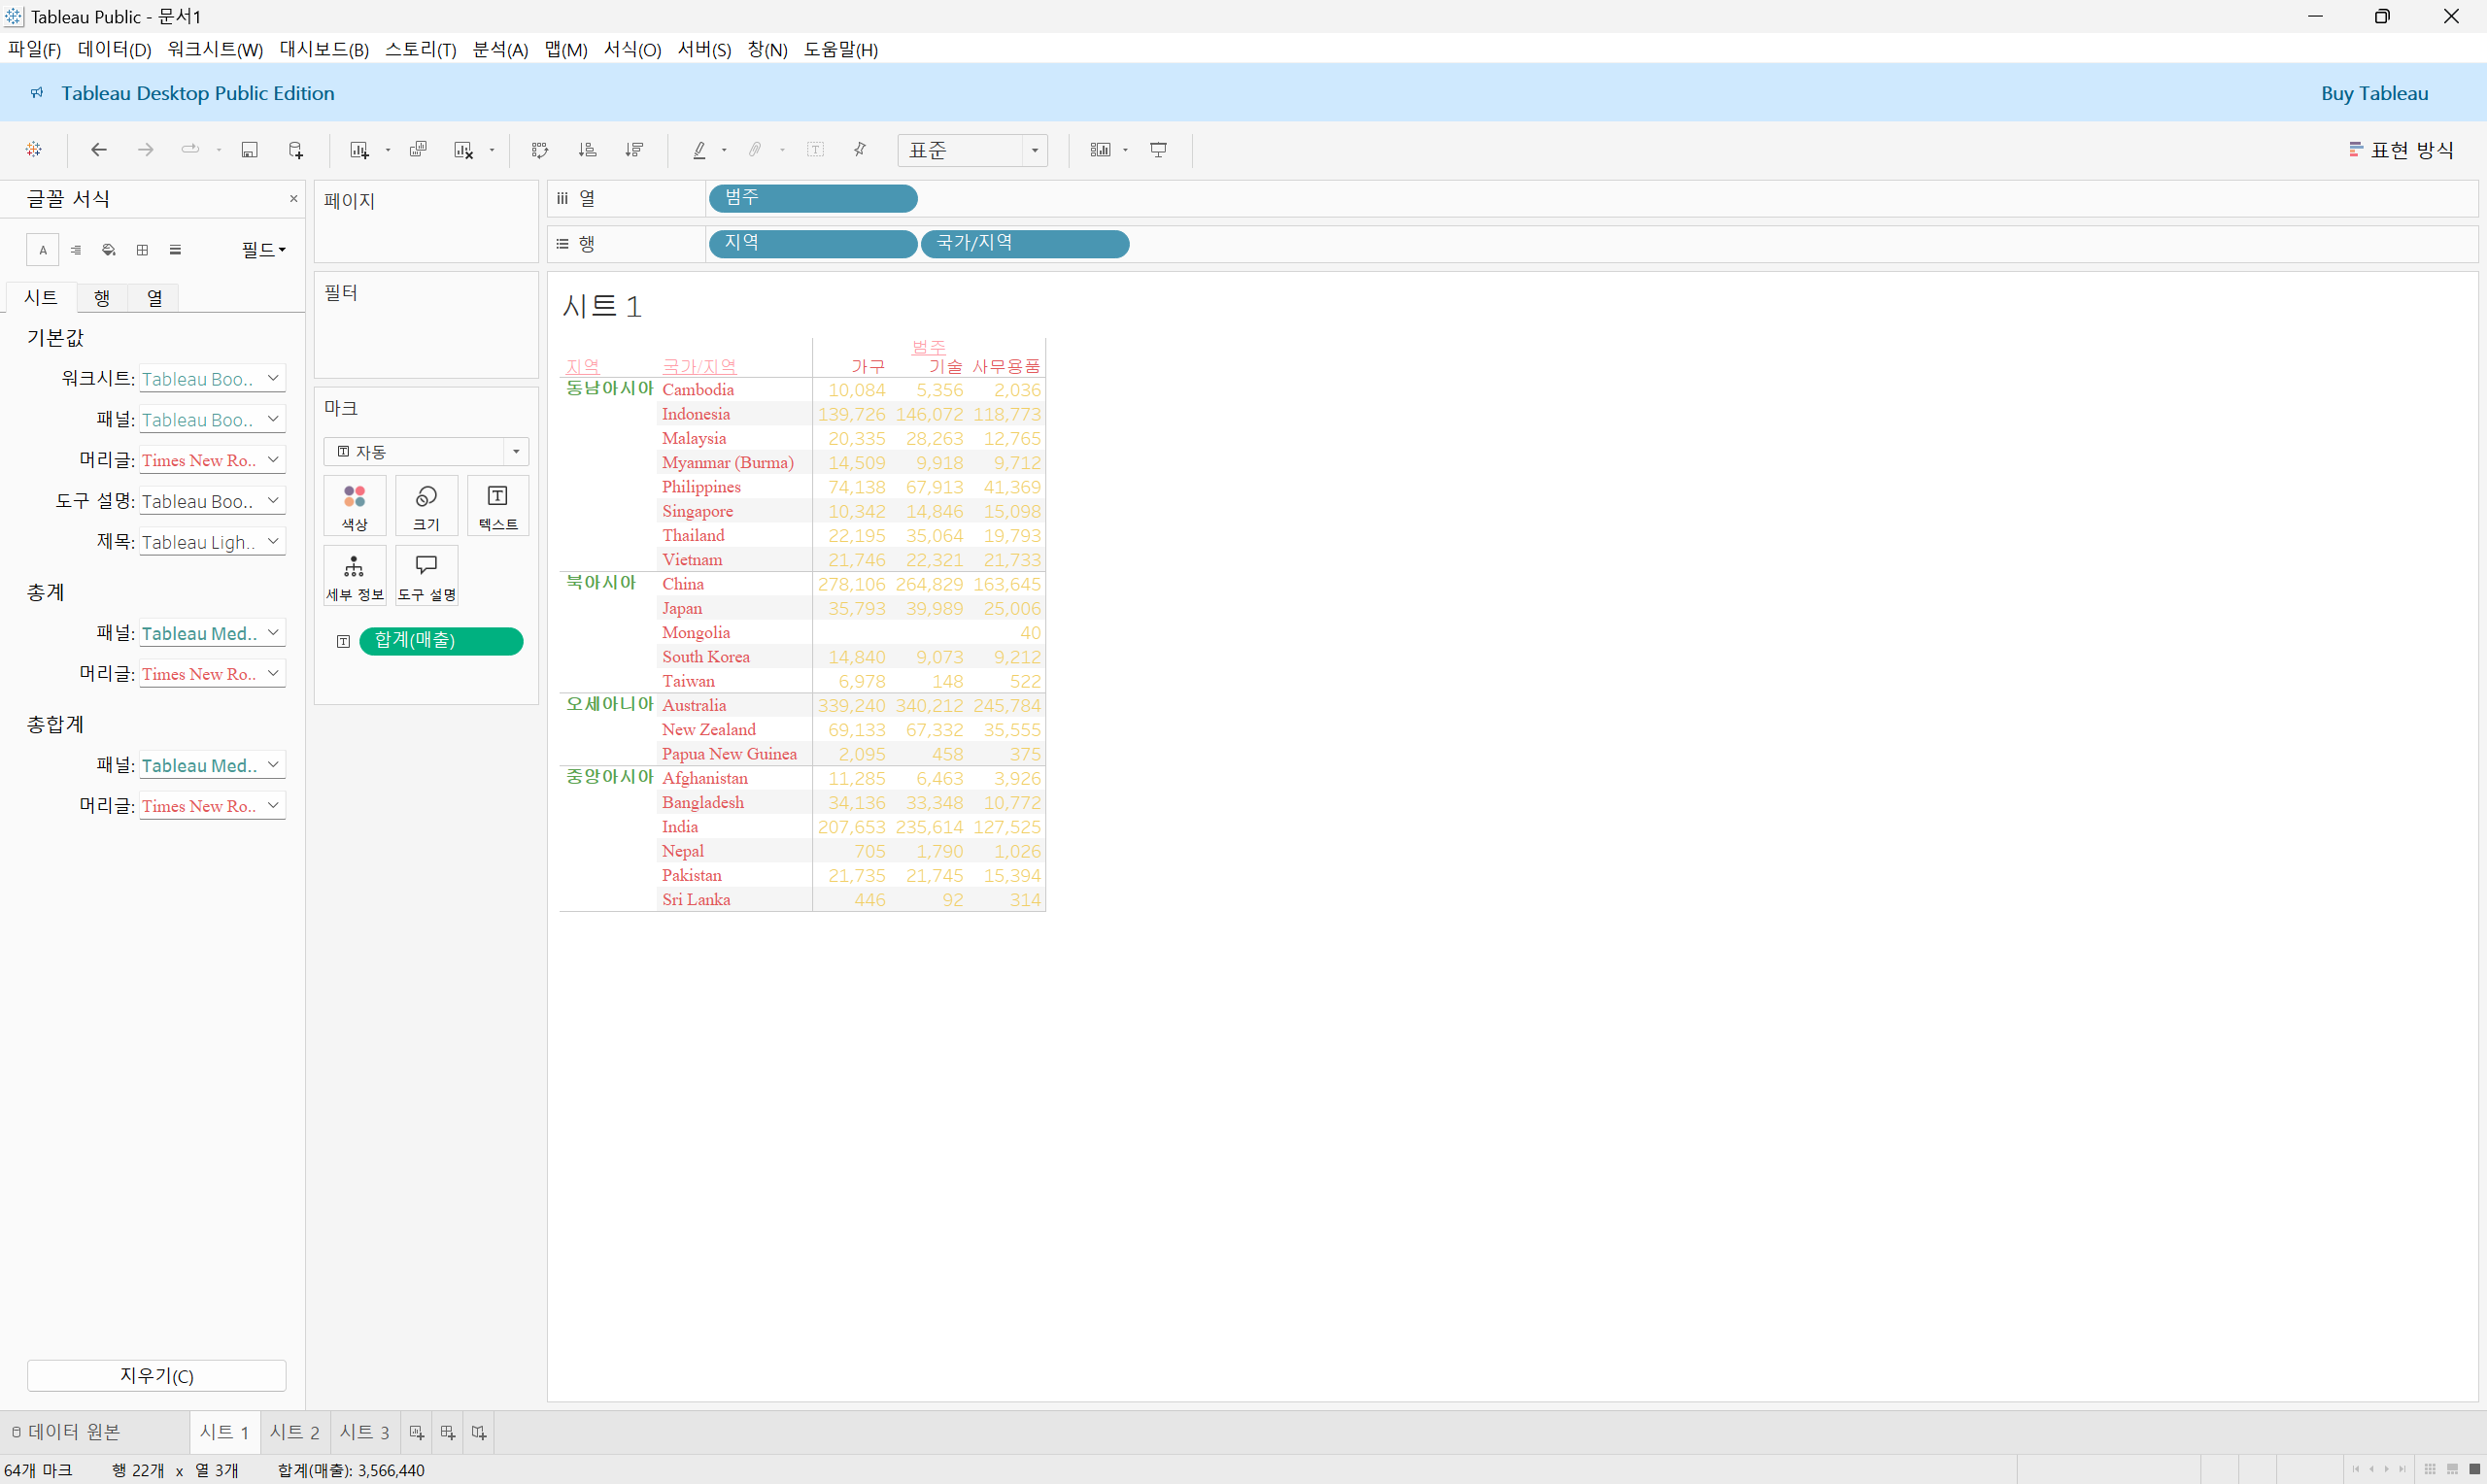 Tableau Public - 문서1
파일(F) 데이터(D) 워크시트(W) 대시보드(B) 스토리(T) 분석(A) 맵(M) 서식(O) 서버(S) 창(N) 도움말(H)
Tableau Desktop Public Edition
Buy Tableau
표준
표현 방식
글꼴 서식
필드
시트 행 열
기본값
워크시트: Tableau Boo..
패널: Tableau Boo..
머리글: Times New Ro..
도구 설명: Tableau Boo..
제목: Tableau Ligh..
총계
패널: Tableau Med..
머리글: Times New Ro..
총합계
패널: Tableau Med..
머리글: Times New Ro..
지우기(C)
페이지
필터
마크
자동
색상 크기 텍스트
세부 정보 도구 설명
합계(매출)
열 범주
행 지역 국가/지역
시트 1
범주
지역 국가/지역 가구 기술 사무용품
동남아시아 Cambodia 10,084 5,356 2,036
Indonesia 139,726 146,072 118,773
Malaysia 20,335 28,263 12,765
Myanmar (Burma) 14,509 9,918 9,712
Philippines 74,138 67,913 41,369
Singapore 10,342 14,846 15,098
Thailand 22,195 35,064 19,793
Vietnam 21,746 22,321 21,733
북아시아 China 278,106 264,829 163,645
Japan 35,793 39,989 25,006
Mongolia 40
South Korea 14,840 9,073 9,212
Taiwan 6,978 148 522
오세아니아 Australia 339,240 340,212 245,784
New Zealand 69,133 67,332 35,555
Papua New Guinea 2,095 458 375
중앙아시아 Afghanistan 11,285 6,463 3,926
Bangladesh 34,136 33,348 10,772
India 207,653 235,614 127,525
Nepal 705 1,790 1,026
Pakistan 21,735 21,745 15,394
Sri Lanka 446 92 314
데이터 원본 시트 1 시트 2 시트 3
64개 마크 행 22개 x 열 3개 합계(매출): 3,566,440